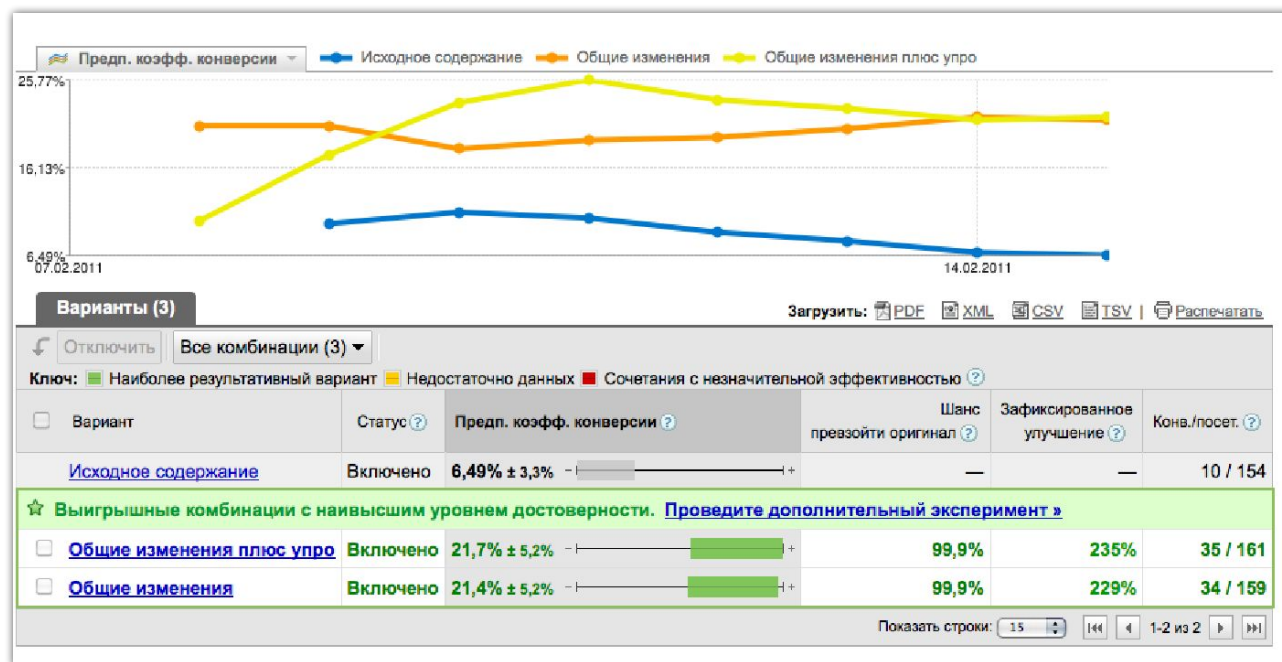 Предп. коэфф. конверсии Исходное содержание Общие изменения Общие изменения плюс упро
25,77%
16,13%
6,49%
07.02.2011 14.02.2011
Варианты (3) Загрузить: PDF XML CSV TSV | Распечатать
Отключить Все комбинации (3)
Ключ: Наиболее результативный вариант Недостаточно данных Сочетания с незначительной эффективностью ?
Вариант Статус ? Предп. коэфф. конверсии ? Шанс превзойти оригинал ? Зафиксированное улучшение ? Конв./посет. ?
Исходное содержание Включено 6,49% ± 3,3% – + — — 10 / 154
Выигрышные комбинации с наивысшим уровнем достоверности. Проведите дополнительный эксперимент »
Общие изменения плюс упро Включено 21,7% ± 5,2% – + 99,9% 235% 35 / 161
Общие изменения Включено 21,4% ± 5,2% – + 99,9% 229% 34 / 159
Показать строки: 15 1-2 из 2